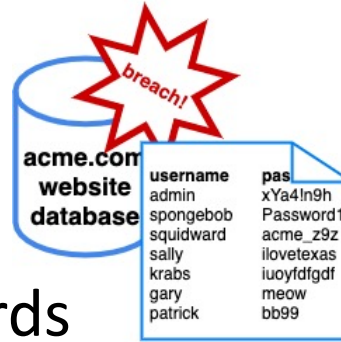 breach!
acme.com
website
database
username pas
admin xYa4!n9h
spongebob Password1
squidward acme_z9z
sally ilovetexas
krabs iuoyfdfgdf
gary meow
patrick bb99
rds